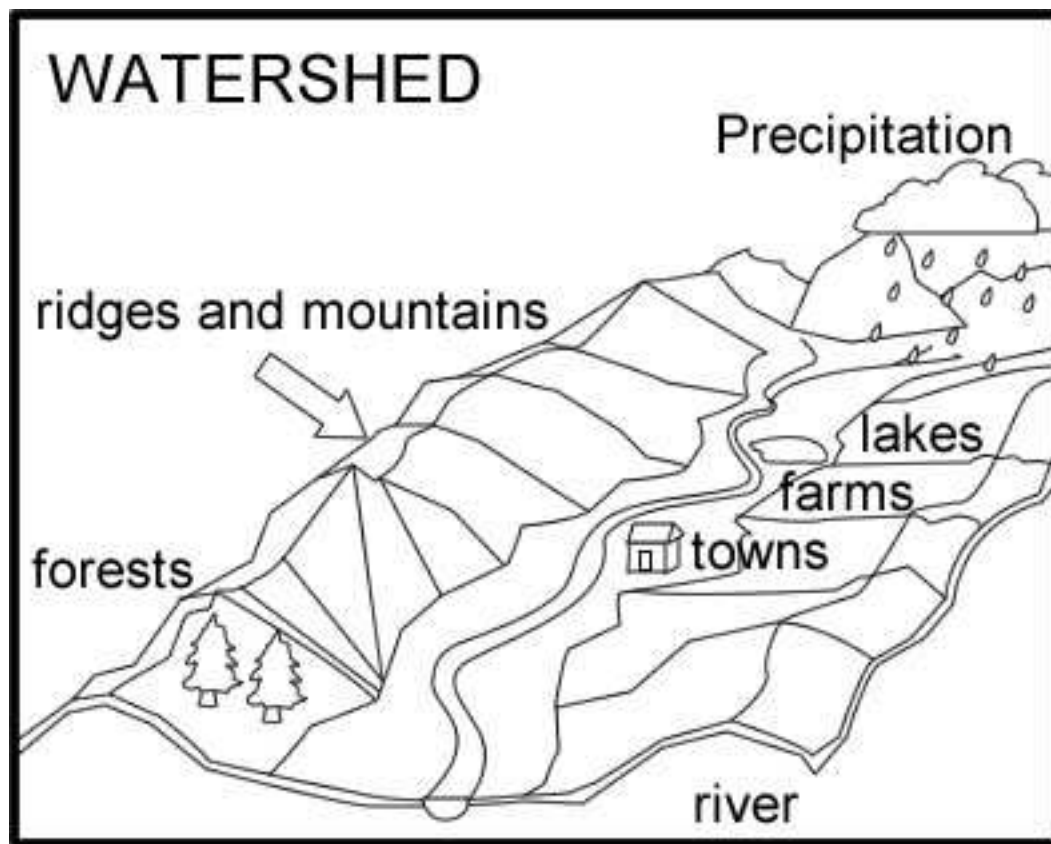 WATERSHED
Precipitation
ridges and mountains
lakes
farms
towns
forests
river